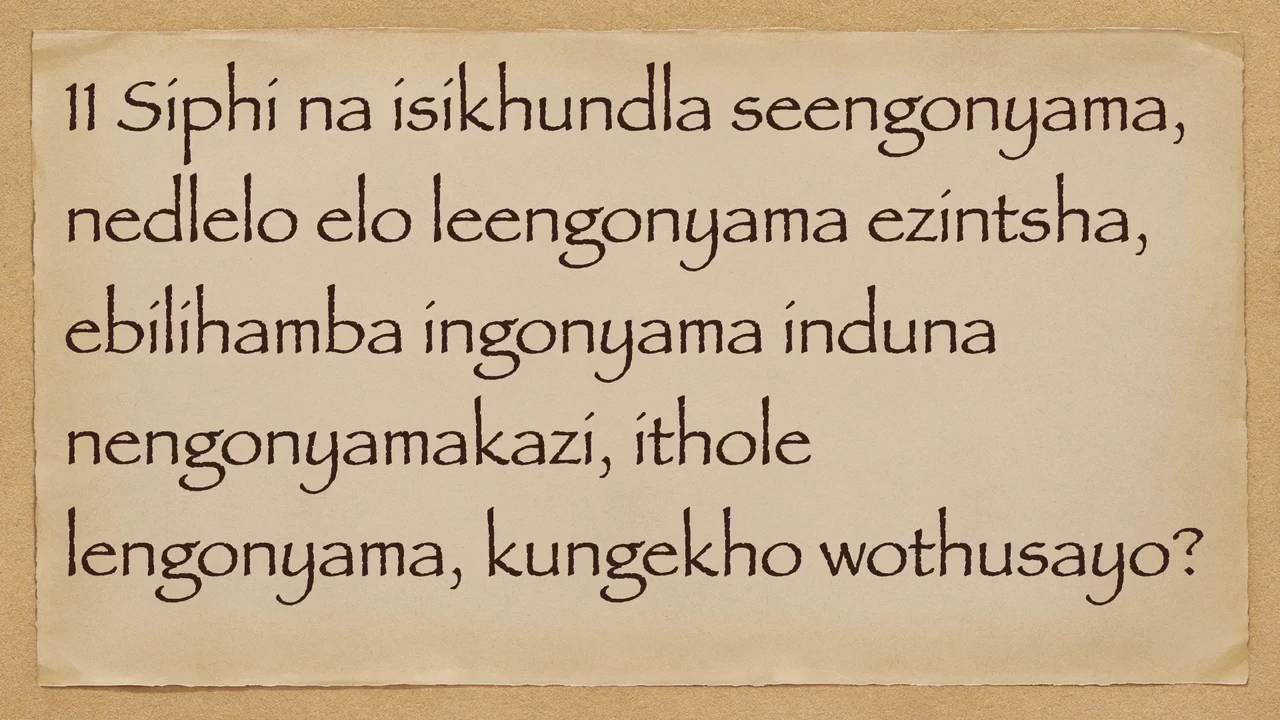 11 Siphi na isikhundla seengonyama,
nedlelo elo leengonyama ezintsha,
ebilihamba ingonyama induna
nengonyamakazi, ithole
lengonyama, kungekho wothusayo?